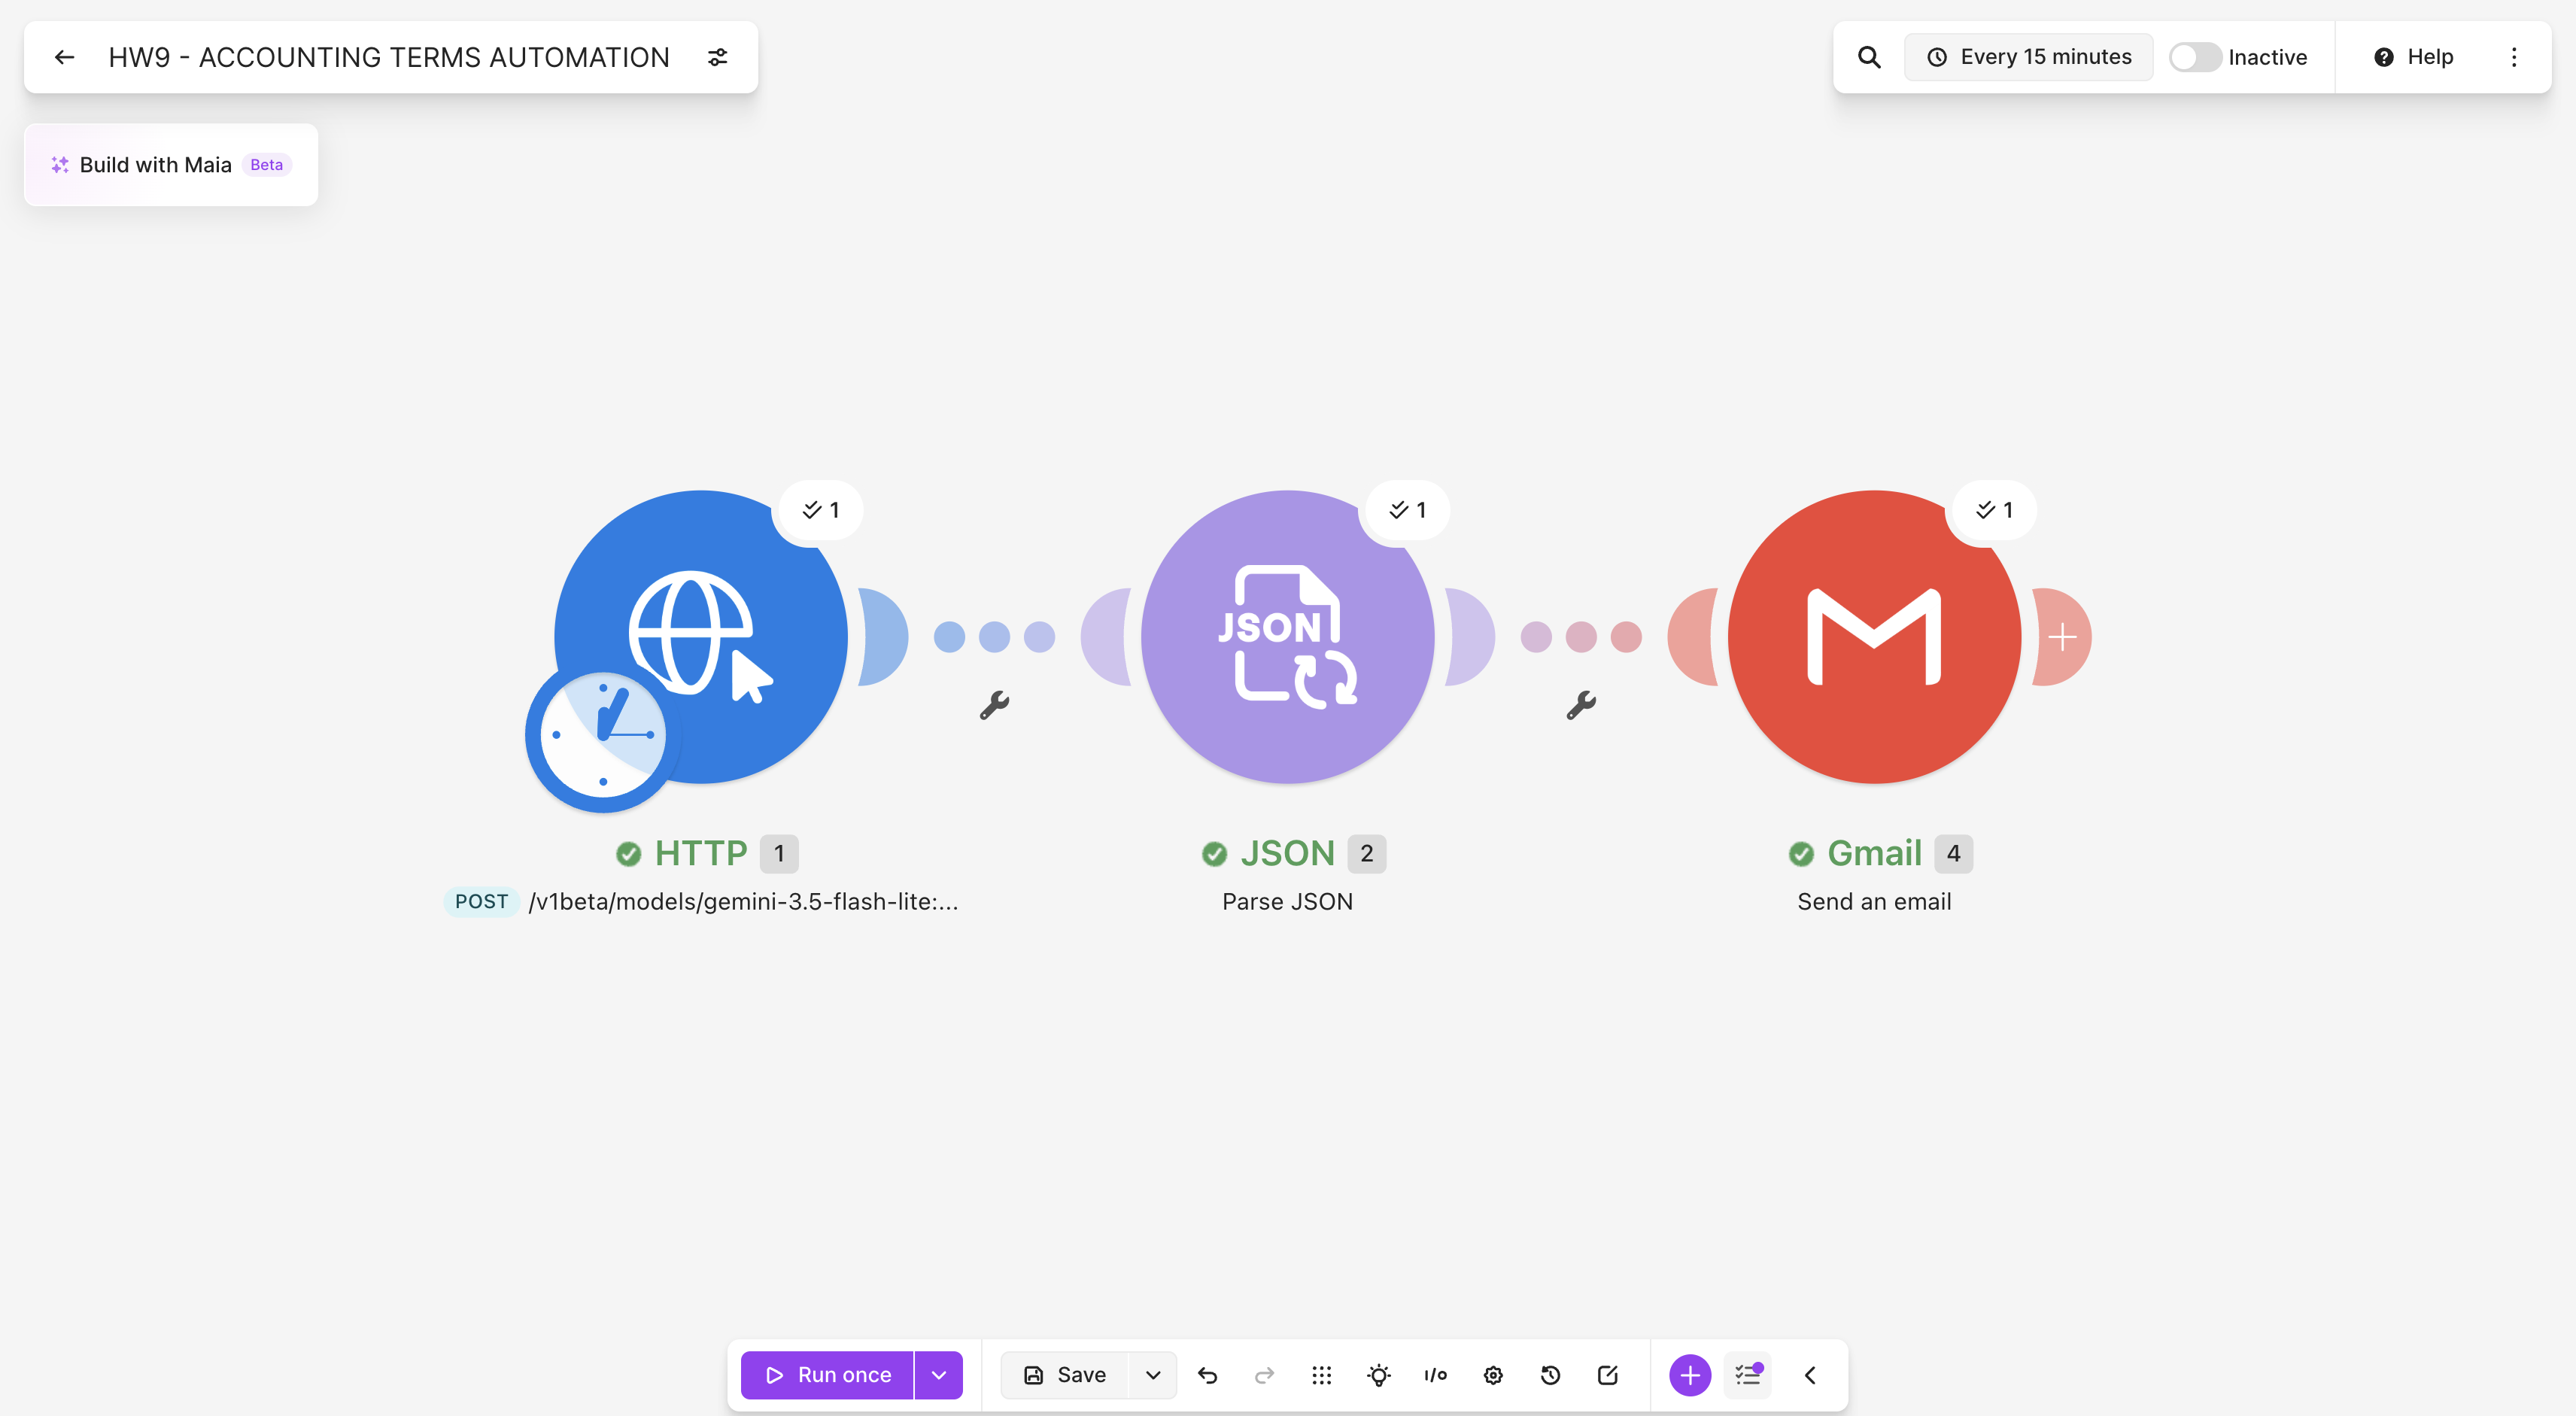 HW9 - ACCOUNTING TERMS AUTOMATION
Every 15 minutes
Inactive
Help
Build with Maia Beta
1
1
1
JSON
HTTP 1
POST /v1beta/models/gemini-3.5-flash-lite:...
JSON 2
Parse JSON
Gmail 4
Send an email
Run once
Save